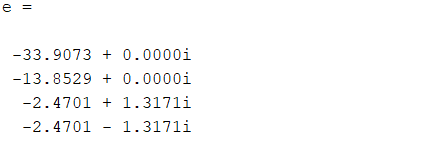 e =
-33.9073 + 0.0000i
-13.8529 + 0.0000i
-2.4701 + 1.3171i
-2.4701 - 1.3171i